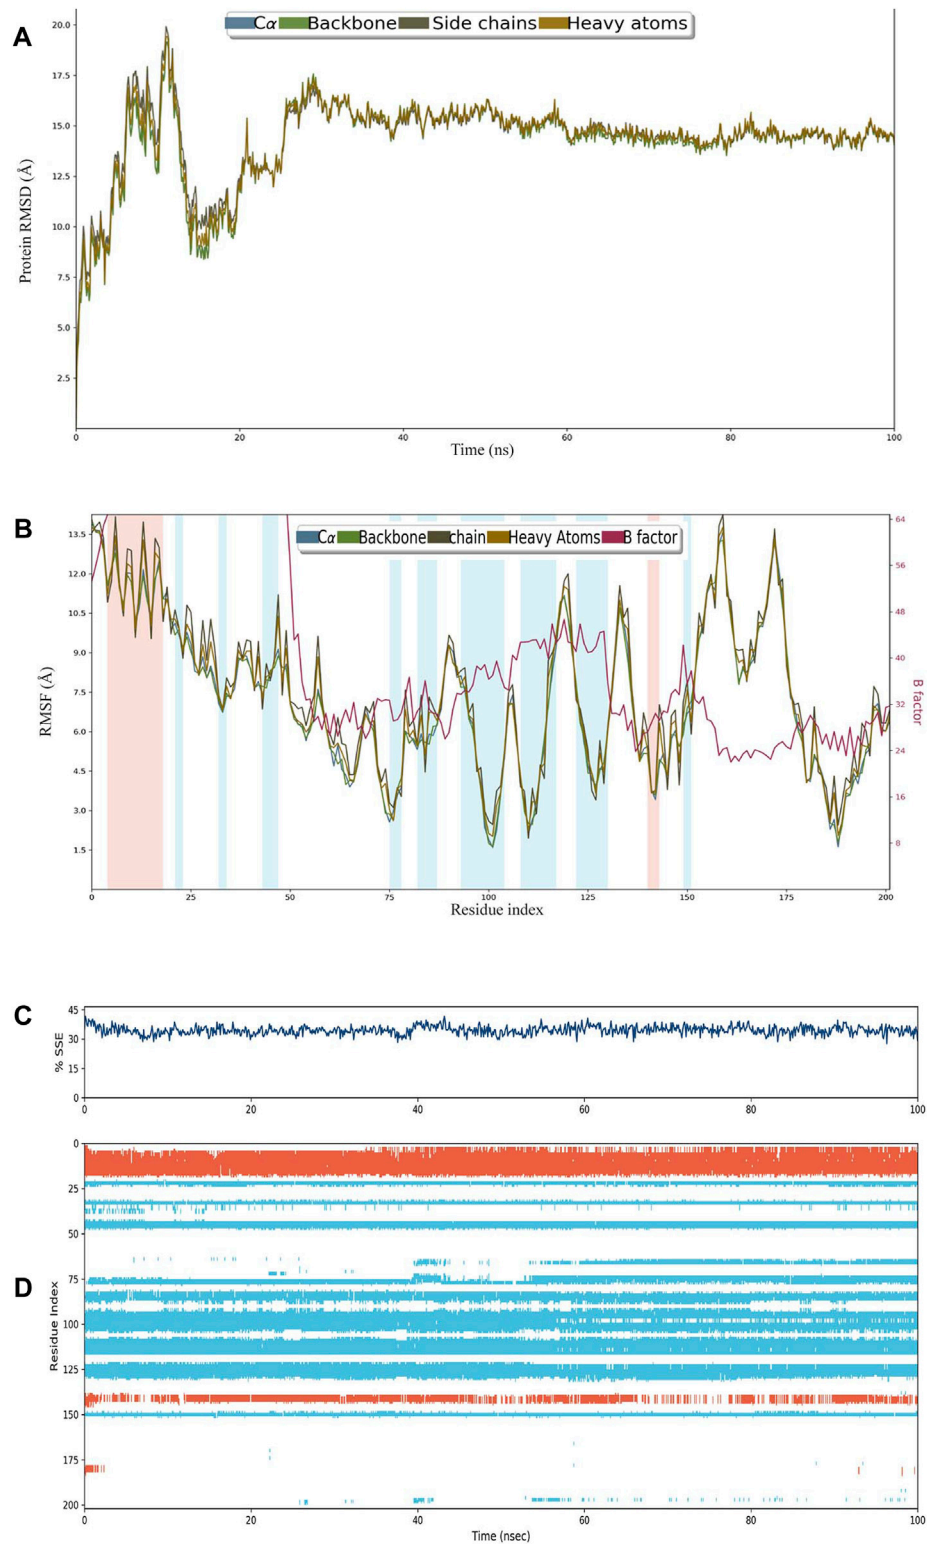 A
Cα Backbone Side chains Heavy atoms
20.0
17.5
15.0
12.5
10.0
7.5
5.0
2.5
Protein RMSD (Å)
0 20 40 60 80 100
Time (ns)
B
Cα Backbone chain Heavy Atoms B factor
13.5
12.0
10.5
9.0
7.5
6.0
4.5
3.0
1.5
RMSF (Å)
64
56
48
40
32
24
16
8
B factor
0 25 50 75 100 125 150 175 200
Residue index
C
45
30
15
0
% SSE
0 20 40 60 80 100
D
0
25
50
75
100
125
150
175
200
Residue Index
0 20 40 60 80 100
Time (nsec)